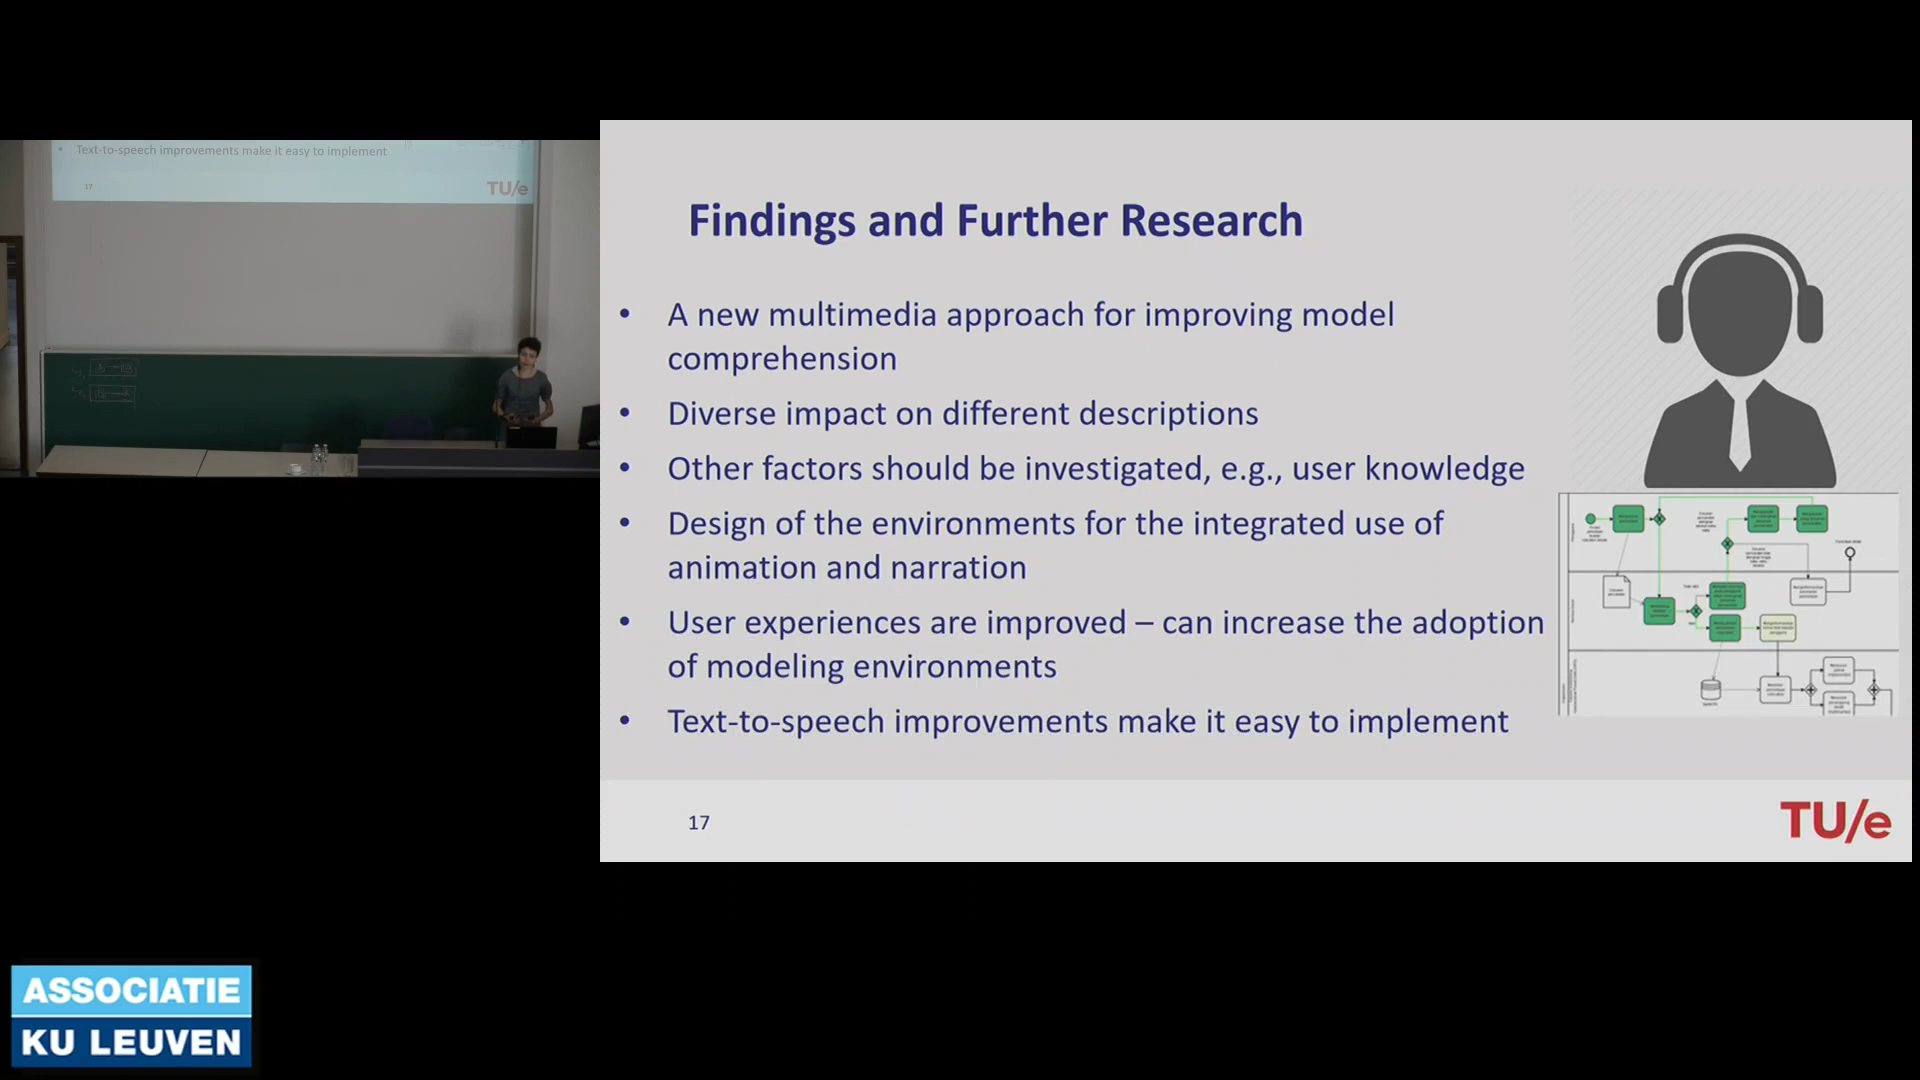 Text-to-speech improvements make it easy to implement
17
TU/e
Findings and Further Research
• A new multimedia approach for improving model
comprehension
• Diverse impact on different descriptions
• Other factors should be investigated, e.g., user knowledge
• Design of the environments for the integrated use of
animation and narration
• User experiences are improved – can increase the adoption
of modeling environments
• Text-to-speech improvements make it easy to implement
17
TU/e
ASSOCIATIE
KU LEUVEN